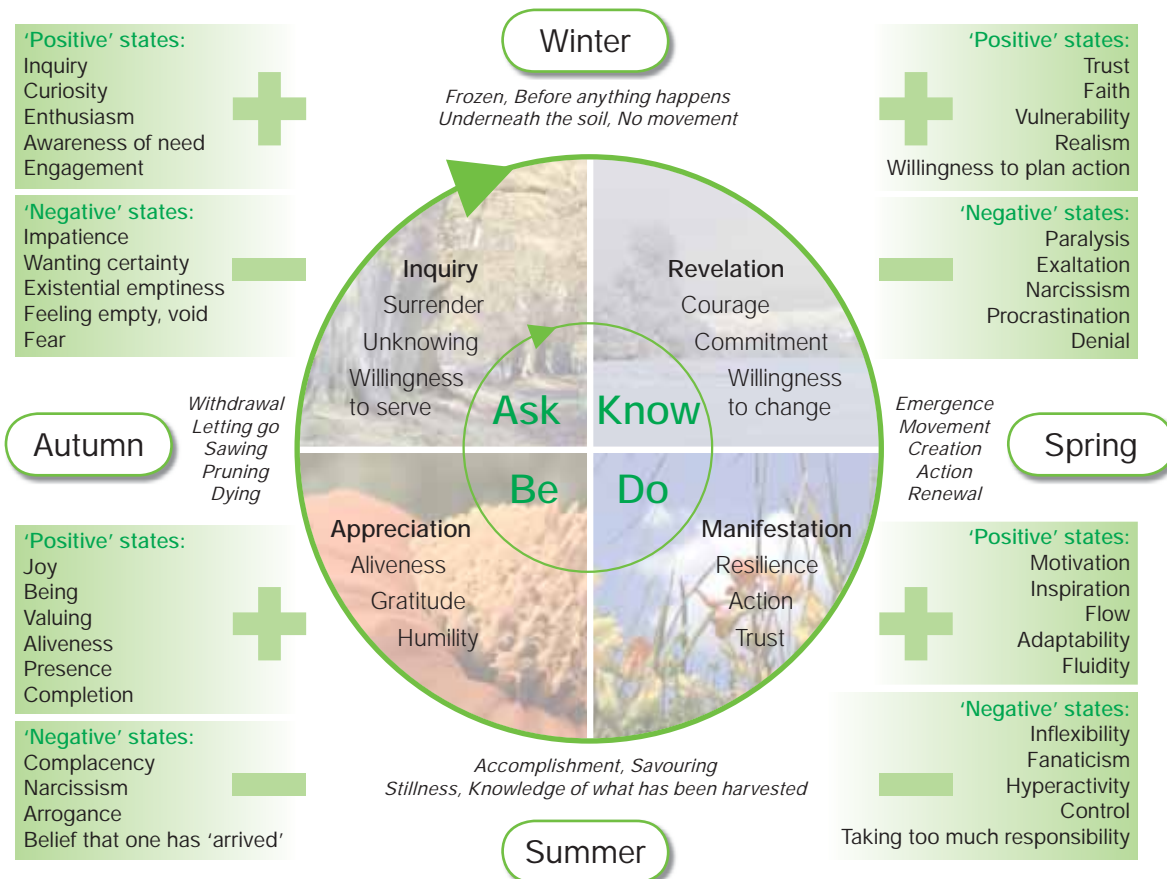 Winter
Frozen, Before anything happens
Underneath the soil, No movement
'Positive' states:
Inquiry
Curiosity
Enthusiasm
Awareness of need
Engagement
'Negative' states:
Impatience
Wanting certainty
Existential emptiness
Feeling empty, void
Fear
'Positive' states:
Trust
Faith
Vulnerability
Realism
Willingness to plan action
'Negative' states:
Paralysis
Exaltation
Narcissism
Procrastination
Denial
Inquiry
Surrender
Unknowing
Willingness
to serve
Revelation
Courage
Commitment
Willingness
to change
Ask
Know
Be
Do
Autumn
Withdrawal
Letting go
Sawing
Pruning
Dying
Emergence
Movement
Creation
Action
Renewal
Spring
Appreciation
Aliveness
Gratitude
Humility
Manifestation
Resilience
Action
Trust
'Positive' states:
Joy
Being
Valuing
Aliveness
Presence
Completion
'Negative' states:
Complacency
Narcissism
Arrogance
Belief that one has 'arrived'
'Positive' states:
Motivation
Inspiration
Flow
Adaptability
Fluidity
'Negative' states:
Inflexibility
Fanaticism
Hyperactivity
Control
Taking too much responsibility
Accomplishment, Savouring
Stillness, Knowledge of what has been harvested
Summer